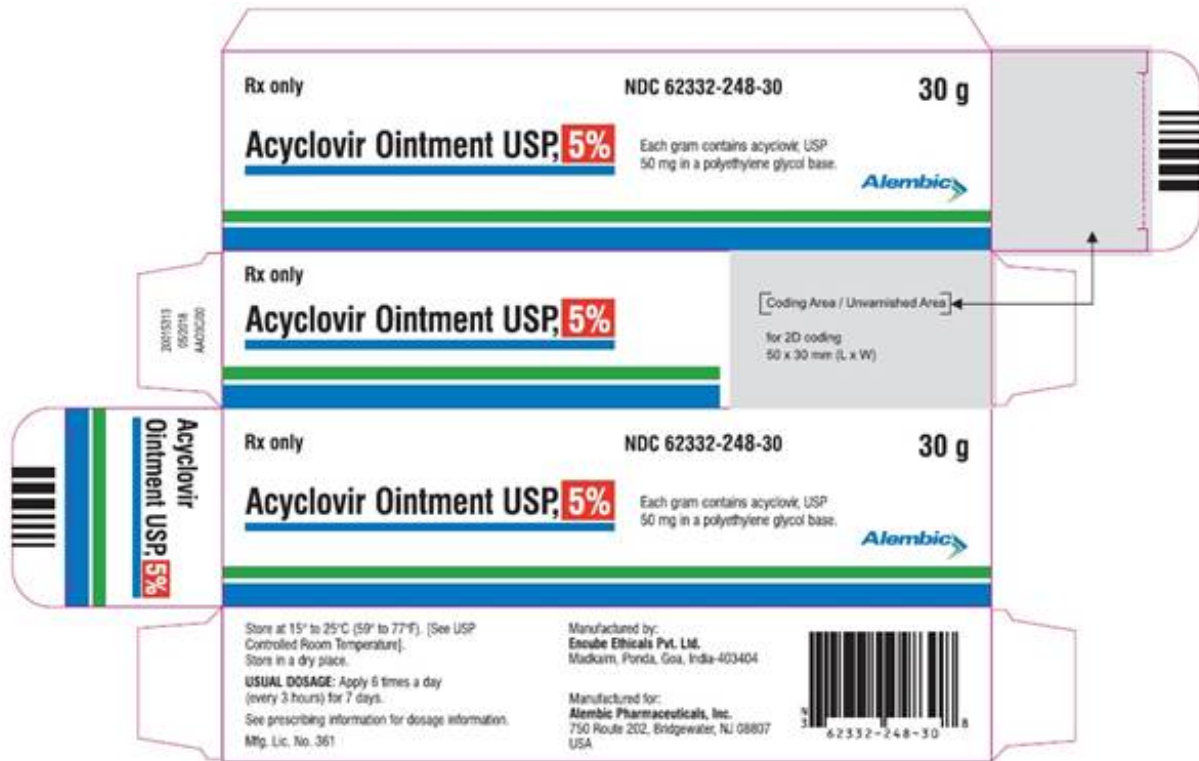 Rx only
NDC 62332-248-30
30 g
Acyclovir Ointment USP, 5%
Each gram contains acyclovir, USP
50 mg in a polyethylene glycol base.
Alembic
Rx only
Acyclovir Ointment USP, 5%
[Coding Area / Unvarnished Area]
for 2D coding
50 x 30 mm (L x W)
05/2018
Acyclovir
Ointment USP, 5%
Rx only
NDC 62332-248-30
30 g
Acyclovir Ointment USP, 5%
Each gram contains acyclovir, USP
50 mg in a polyethylene glycol base.
Alembic
Store at 15° to 25°C (59° to 77°F). [See USP
Controlled Room Temperature].
Store in a dry place.
USUAL DOSAGE: Apply 6 times a day
(every 3 hours) for 7 days.
See prescribing information for dosage information.
Mfg. Lic. No. 361
Manufactured by:
Encube Ethicals Pvt. Ltd.
Madkaim, Ponda, Goa, India-403404
Manufactured for:
Alembic Pharmaceuticals, Inc.
750 Route 202, Bridgewater, NJ 08807
USA
N
3 62332-248-30 8